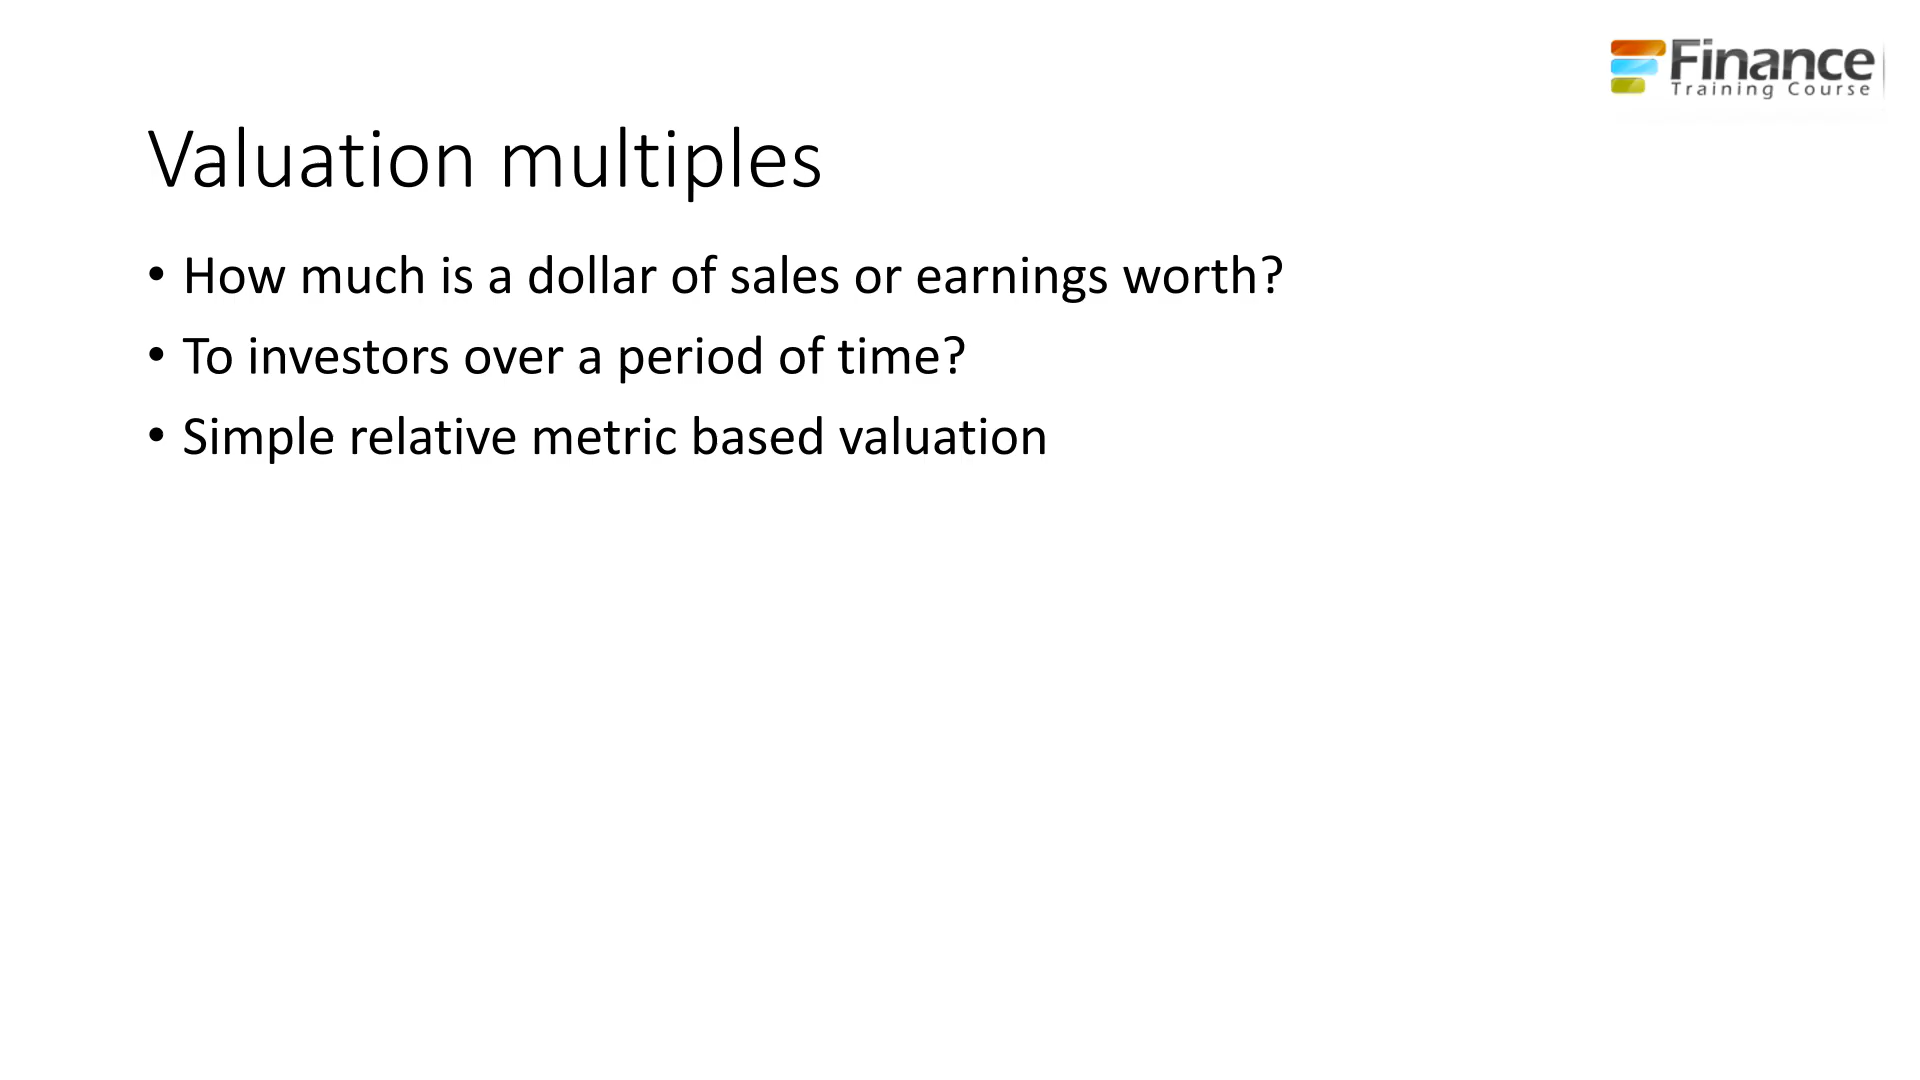 Finance
Training Course
Valuation multiples
• How much is a dollar of sales or earnings worth?
• To investors over a period of time?
• Simple relative metric based valuation